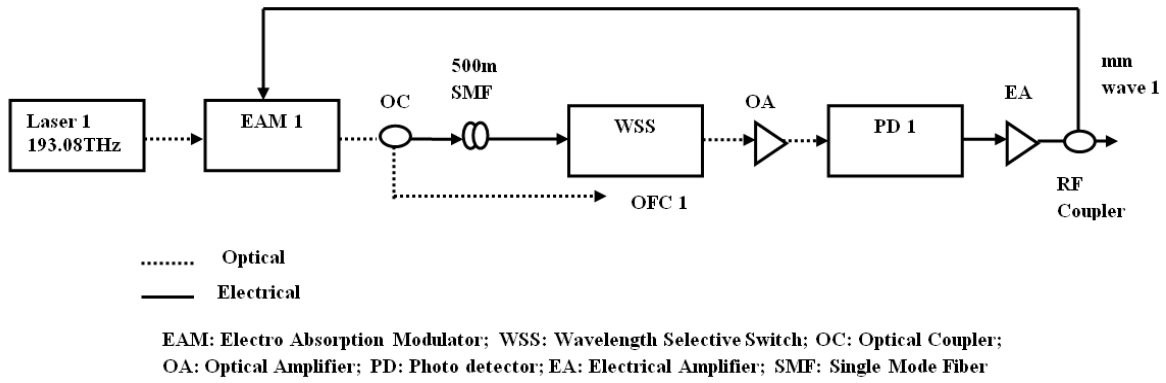 mm
wave 1
500m
SMF
OC
OA
EA
Laser 1
193.08THz
EAM 1
WSS
PD 1
OFC 1
RF
Coupler
Optical
Electrical
EAM: Electro Absorption Modulator; WSS: Wavelength Selective Switch; OC: Optical Coupler;
OA: Optical Amplifier; PD: Photo detector; EA: Electrical Amplifier; SMF: Single Mode Fiber